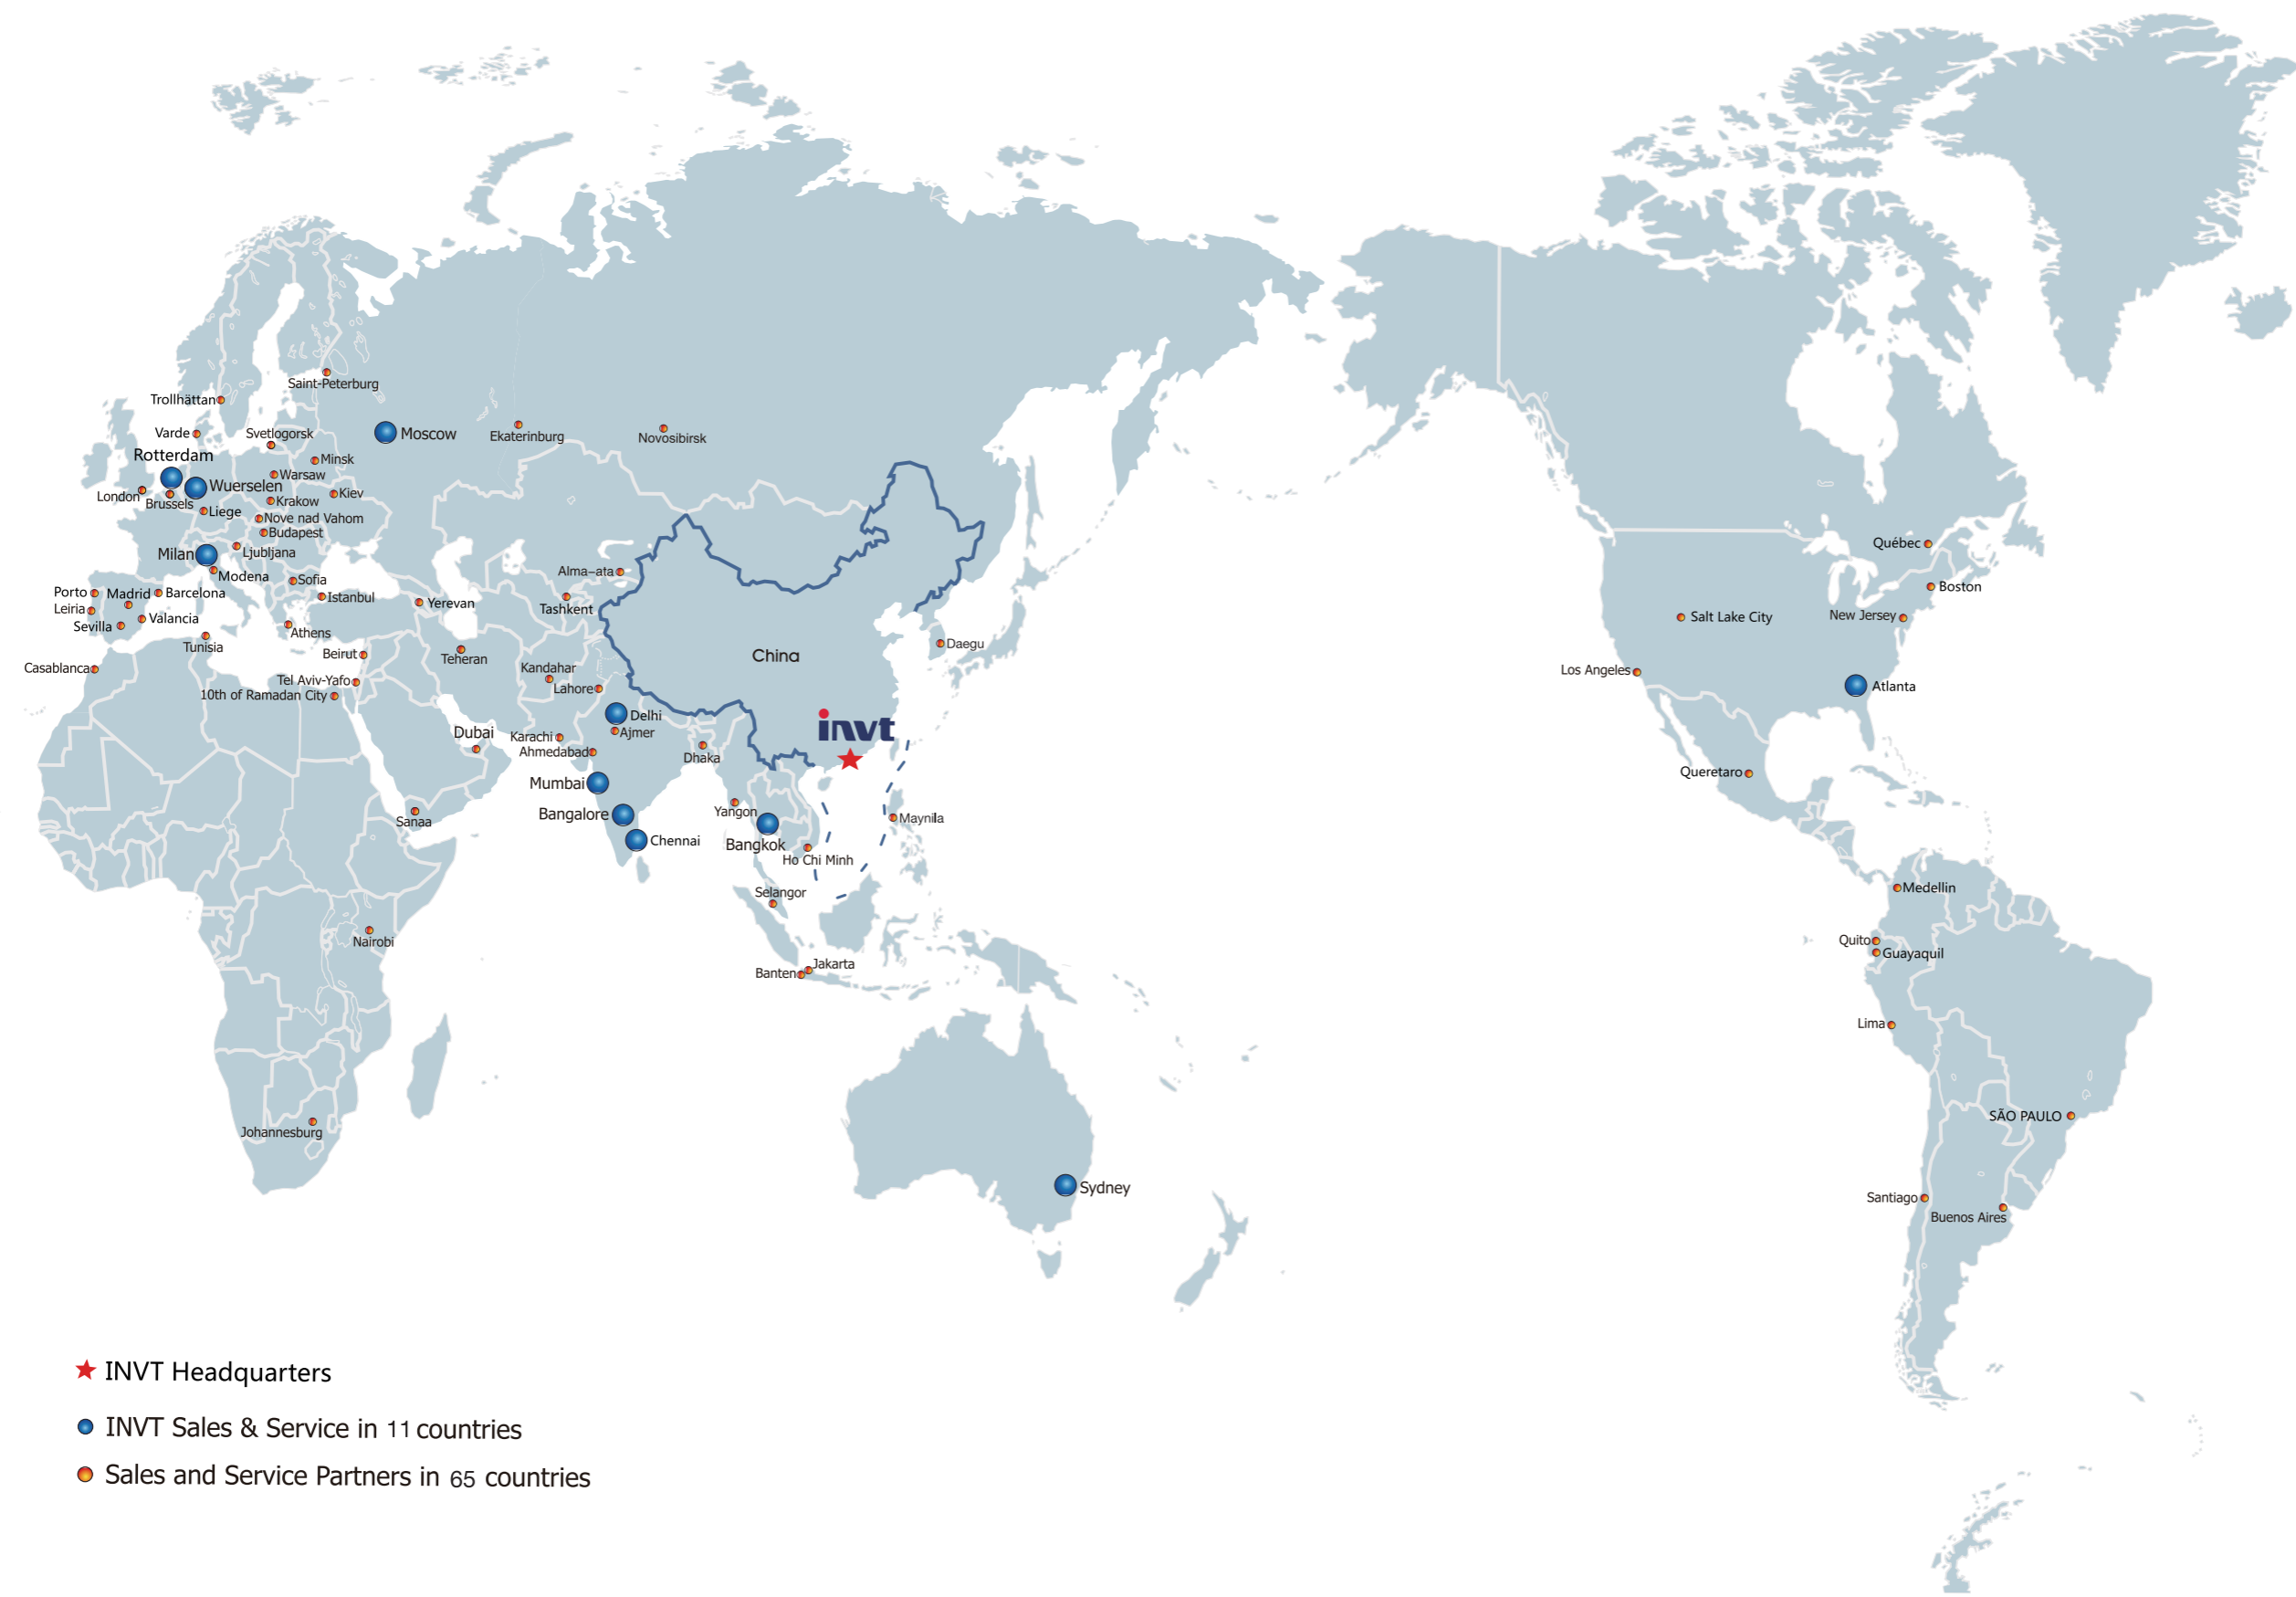 Saint-Peterburg
Trollhättan
Varde
Svetlogorsk
Moscow
Ekaterinburg
Novosibirsk
Rotterdam
Minsk
Warsaw
Wuerselen
London
Brussels
Krakow
Kiev
Liege
Nove nad Vahom
Budapest
Milan
Ljubljana
Modena
Alma-ata
Sofia
Porto
Madrid
Barcelona
Istanbul
Yerevan
Tashkent
Leiria
Valancia
Sevilla
Athens
Tunisia
Beirut
Teheran
China
Daegu
Casablanca
Kandahar
Tel Aviv-Yafo
Lahore
10th of Ramadan City
Delhi
invt
Dubai
Karachi
Ajmer
Ahmedabad
Dhaka
Mumbai
Sanaa
Bangalore
Yangon
Maynila
Chennai
Bangkok
Ho Chi Minh
Selangor
Nairobi
Jakarta
Banten
Johannesburg
Sydney
Québec
Boston
New Jersey
Salt Lake City
Los Angeles
Atlanta
Queretaro
Medellin
Quito
Guayaquil
Lima
SÃO PAULO
Santiago
Buenos Aires
INVT Headquarters
INVT Sales & Service in 11 countries
Sales and Service Partners in 65 countries